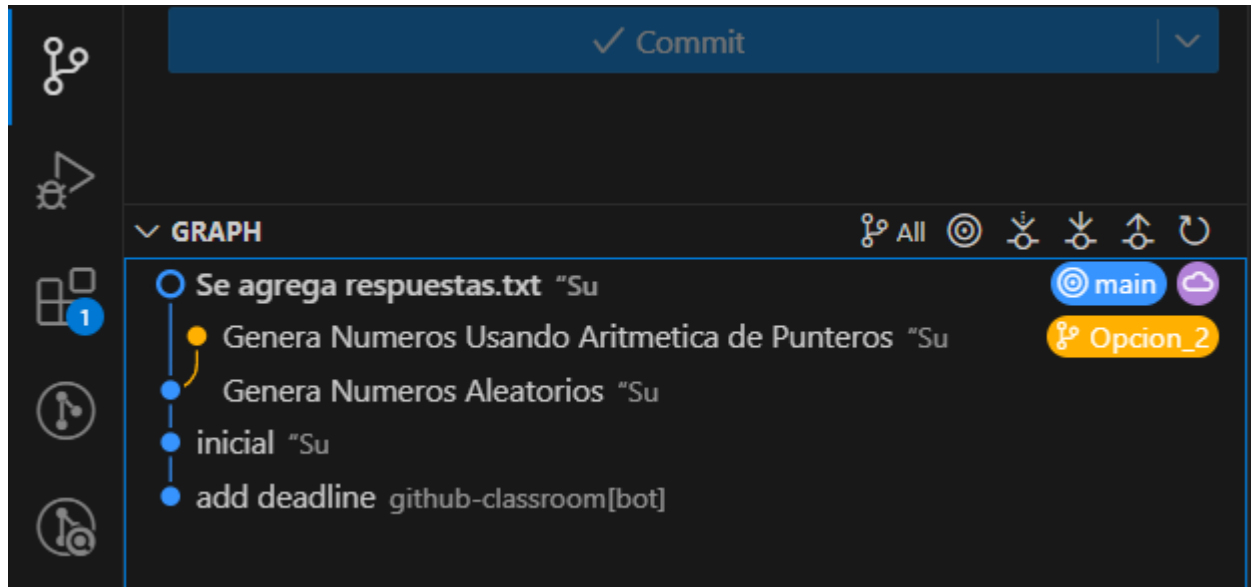 Commit
GRAPH All
Se agrega respuestas.txt “Su main
Genera Numeros Usando Aritmetica de Punteros “Su Opcion_2
1
Genera Numeros Aleatorios “Su
inicial “Su
add deadline github-classroom[bot]